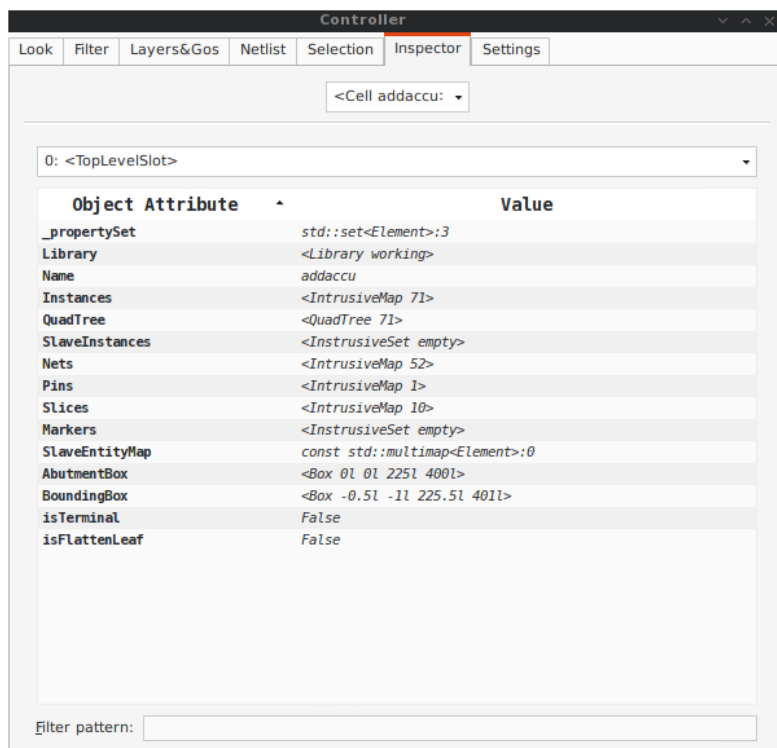 Controller
Look Filter Layers&Gos Netlist Selection Inspector Settings
<Cell addaccu:
0: <TopLevelSlot>
Object Attribute Value
_propertySet std::set<Element>:3
Library <Library working>
Name addaccu
Instances <IntrusiveMap 71>
QuadTree <QuadTree 71>
SlaveInstances <InstrusiveSet empty>
Nets <IntrusiveMap 52>
Pins <IntrusiveMap 1>
Slices <IntrusiveMap 10>
Markers <InstrusiveSet empty>
SlaveEntityMap const std::multimap<Element>:0
AbutmentBox <Box 0l 0l 225l 400l>
BoundingBox <Box -0.5l -1l 225.5l 401l>
isTerminal False
isFlattenLeaf False
Filter pattern: